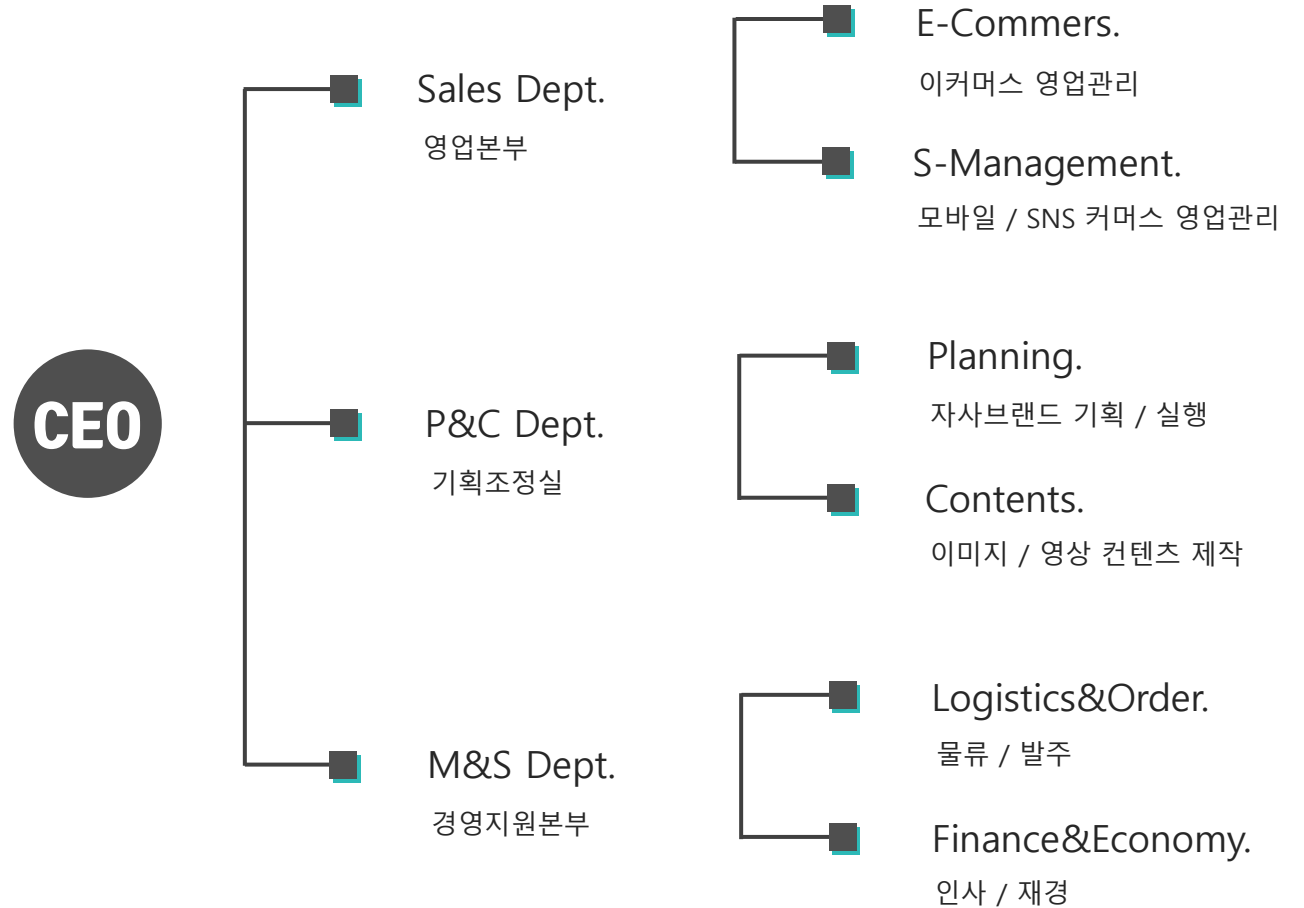 CEO
Sales Dept.
영업본부
E-Commers.
이커머스 영업관리
S-Management.
모바일 / SNS 커머스 영업관리
P&C Dept.
기획조정실
Planning.
자사브랜드 기획 / 실행
Contents.
이미지 / 영상 컨텐츠 제작
M&S Dept.
경영지원본부
Logistics&Order.
물류 / 발주
Finance&Economy.
인사 / 재경